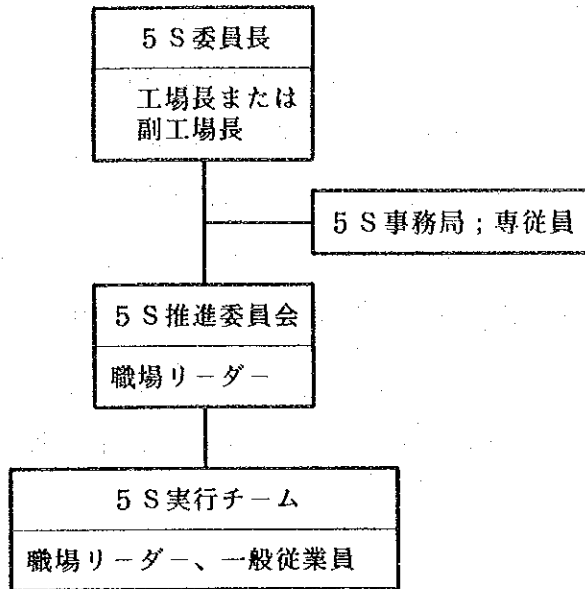 5S委員長
工場長または
副工場長
5S事務局；専従員
5S推進委員会
職場リーダー
5S実行チーム
職場リーダー、一般従業員